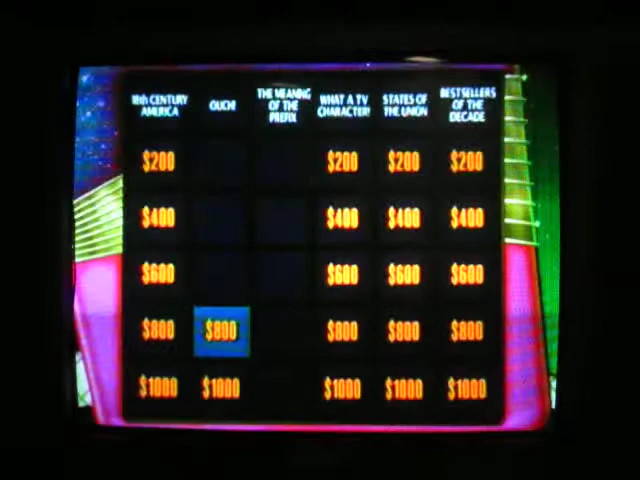 18th CENTURY AMERICA
OUCH!
THE MEANING OF THE PREFIX
WHAT A TV CHARACTER!
STATES OF THE UNION
BESTSELLERS OF THE DECADE
$200 $200 $200 $200
$400 $400 $400 $400
$600 $600 $600 $600
$800 $800 $800 $800 $800
$1000 $1000 $1000 $1000 $1000